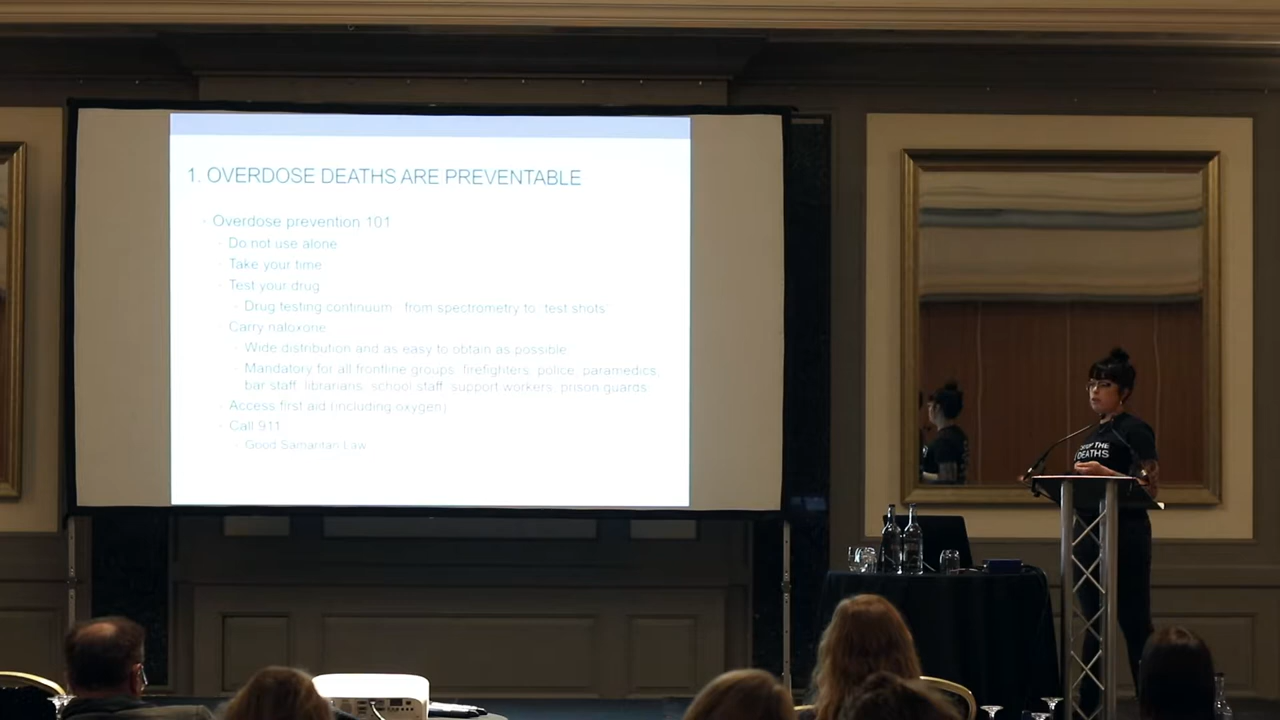 1. OVERDOSE DEATHS ARE PREVENTABLE
Overdose prevention 101
Do not use alone
Take your time
Test your drug
Drug testing continuum from spectrometry to test shots
Carry naloxone
Wide distribution and as easy to obtain as possible
Mandatory for all frontline groups: firefighters, police, paramedics,
bar staff, librarians, school staff, support workers, prison guards
Access first aid (including oxygen)
Call 911
Good Samaritan Law
THE
DEATHS